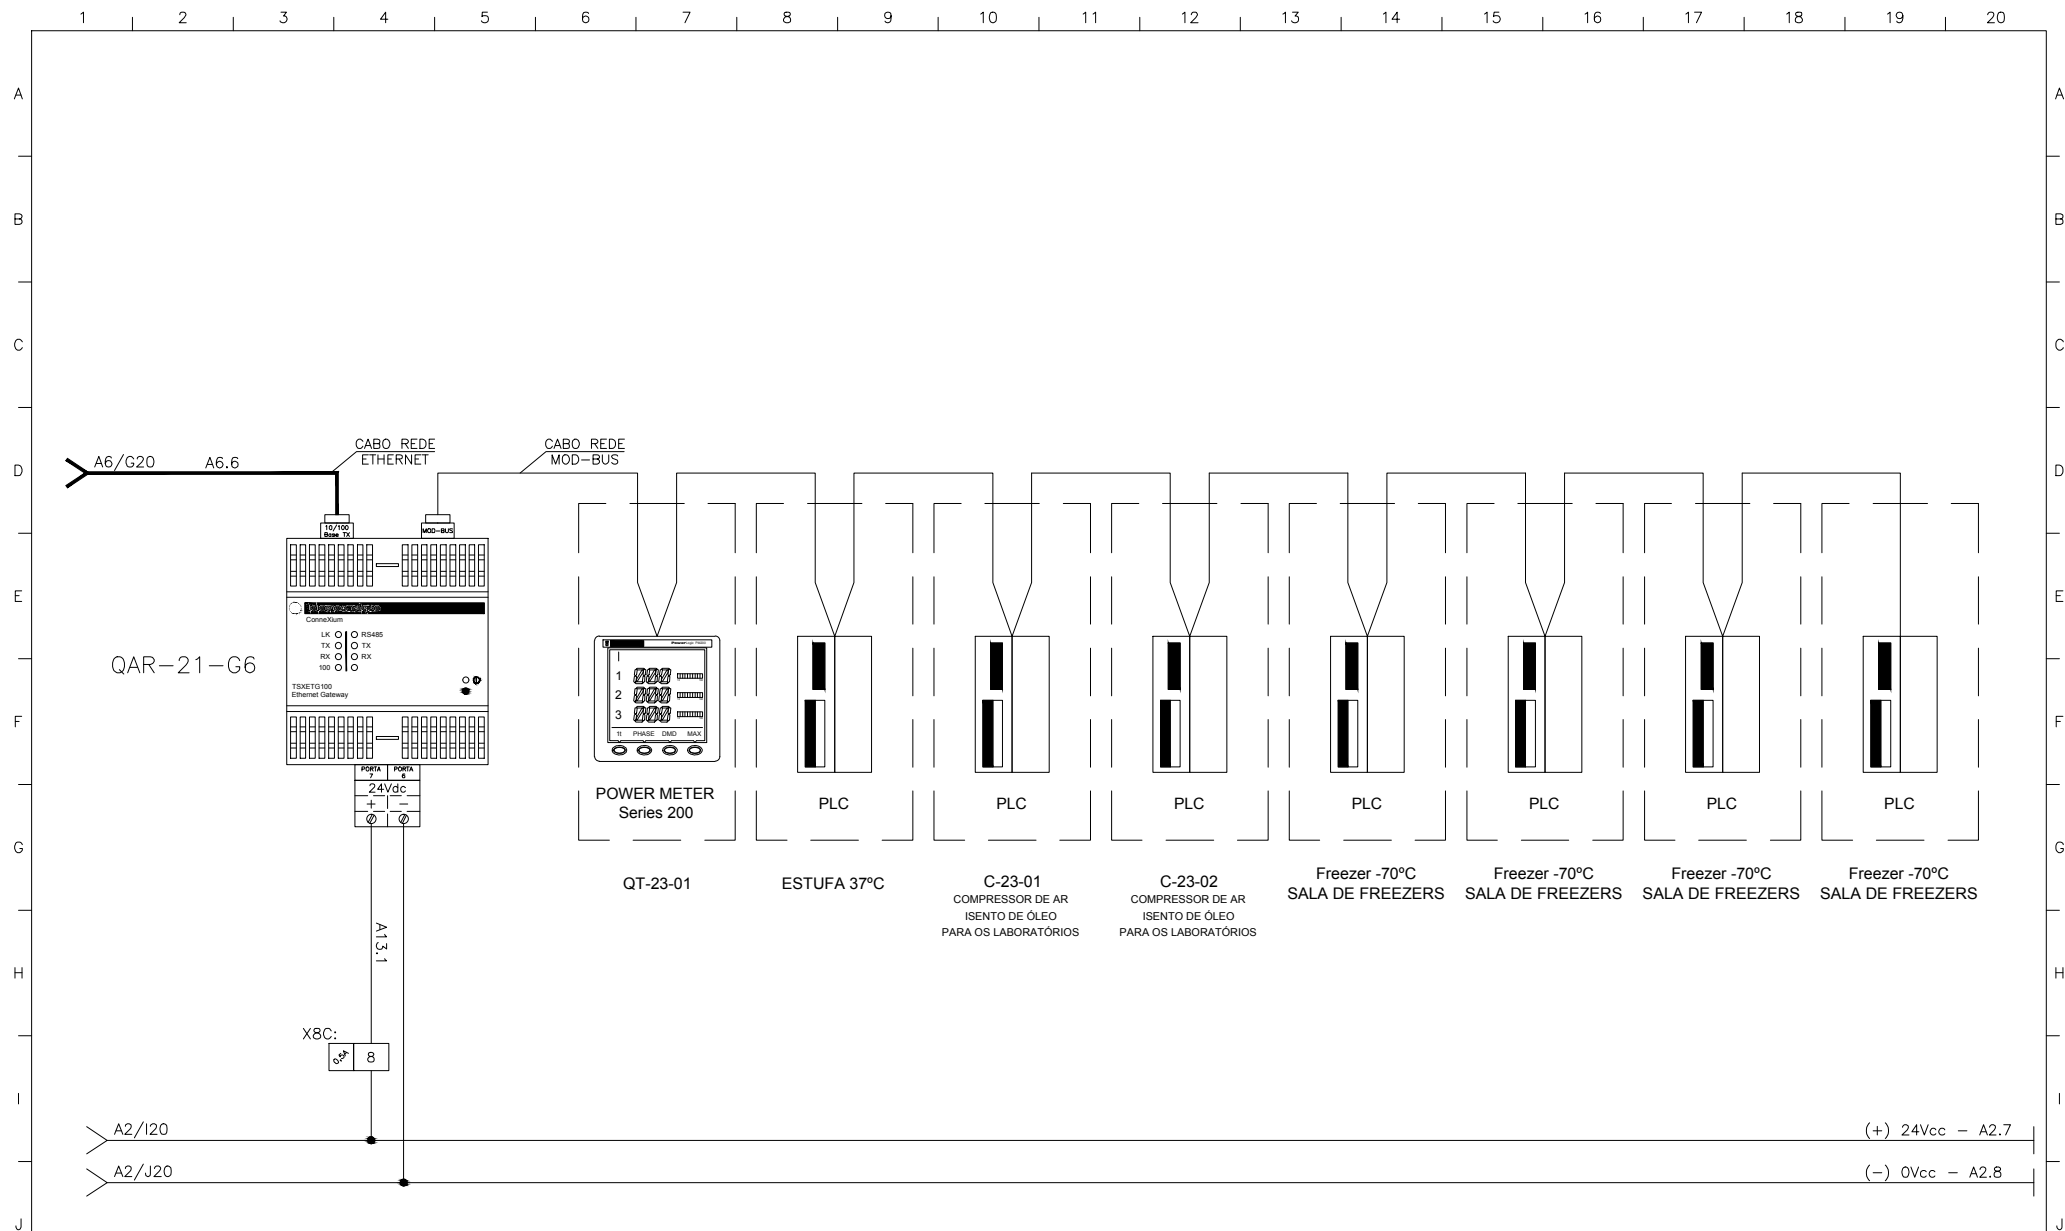 1 2 3 4 5 6 7 8 9 10 11 12 13 14 15 16 17 18 19 20
A A
B B
C C
D D
E E
F F
G G
H H
I I
J J
A6/G20 A6.6
CABO REDE
ETHERNET
CABO REDE
MOD-BUS
10/100
Base TX
MOD-BUS
ConneXium
LK RS485
TX TX
RX RX
100
TSXETG100
Ethernet Gateway
QAR-21-G6
PORTA
7
PORTA
6
24Vdc
+ -
A13.1
X8C:
0.5A 8
1
2
3
PHASE DMD MAX
POWER METER
Series 200
QT-23-01
PLC
ESTUFA 37ºC
PLC
C-23-01
COMPRESSOR DE AR
ISENTO DE ÓLEO
PARA OS LABORATÓRIOS
PLC
C-23-02
COMPRESSOR DE AR
ISENTO DE ÓLEO
PARA OS LABORATÓRIOS
PLC
Freezer -70ºC
SALA DE FREEZERS
PLC
Freezer -70ºC
SALA DE FREEZERS
PLC
Freezer -70ºC
SALA DE FREEZERS
PLC
Freezer -70ºC
SALA DE FREEZERS
A2/I20
(+) 24Vcc - A2.7
A2/J20
(-) 0Vcc - A2.8